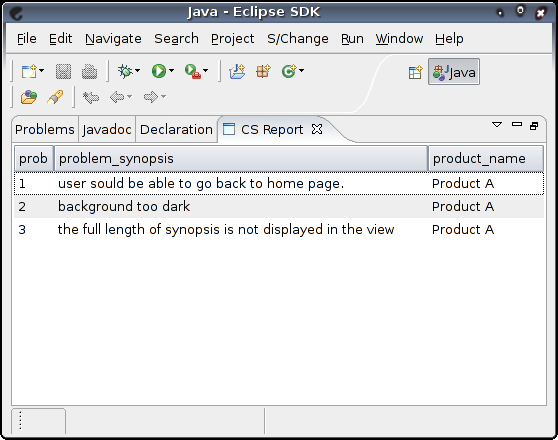 Java - Eclipse SDK
File Edit Navigate Search Project S/Change Run Window Help
Java
Problems Javadoc Declaration CS Report
prob problem_synopsis product_name
1 user sould be able to go back to home page. Product A
2 background too dark Product A
3 the full length of synopsis is not displayed in the view Product A